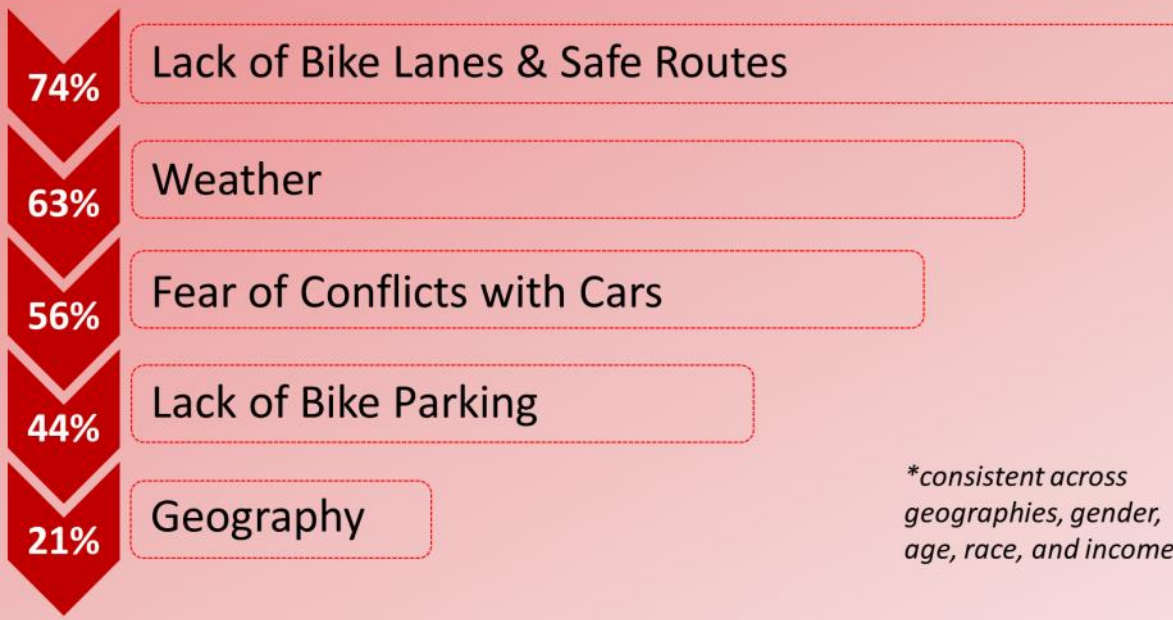 74%
Lack of Bike Lanes & Safe Routes
63%
Weather
56%
Fear of Conflicts with Cars
44%
Lack of Bike Parking
21%
Geography
*consistent across
geographies, gender,
age, race, and income